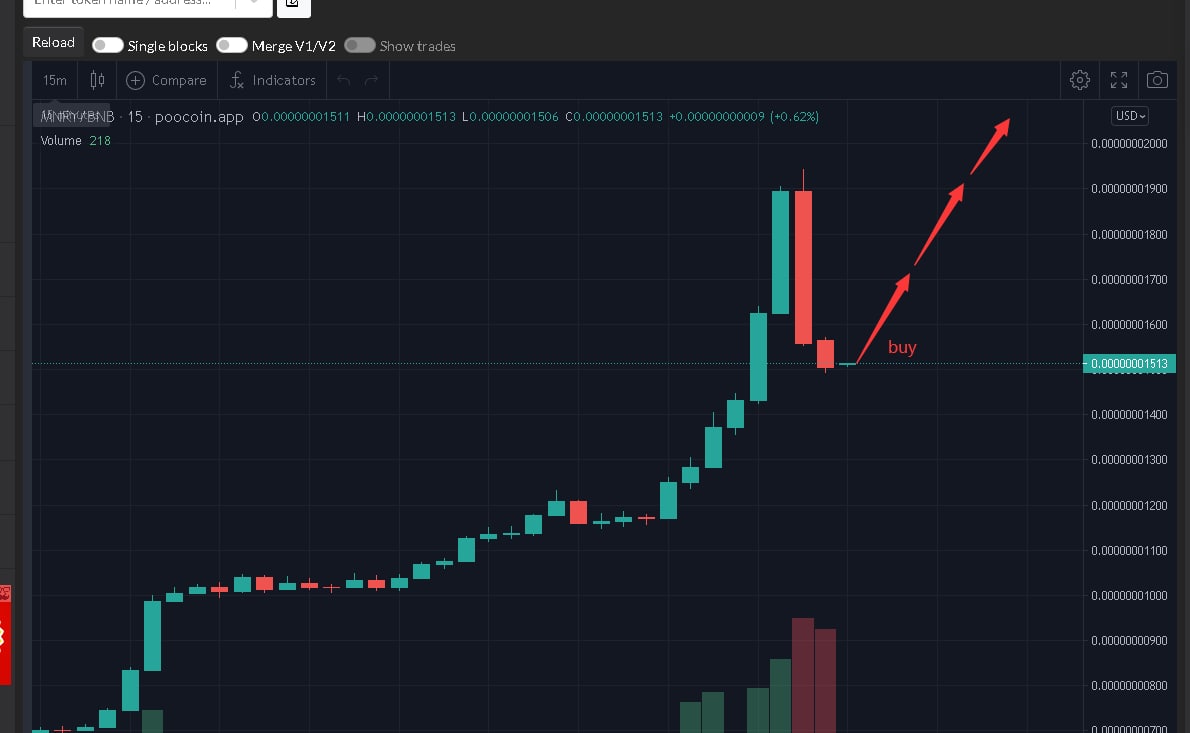 Enter token name / address...
Reload Single blocks Merge V1/V2 Show trades
15m Compare fx Indicators
· 15 · poocoin.app O0.00000001511 H0.00000001513 L0.00000001506 C0.00000001513 +0.00000000009 (+0.62%) USD
Volume 218
0.00000002000
0.00000001900
0.00000001800
0.00000001700
0.00000001600
buy
0.00000001513
0.00000001400
0.00000001300
0.00000001200
0.00000001100
0.00000001000
0.00000000900
0.00000000800
0.00000000700